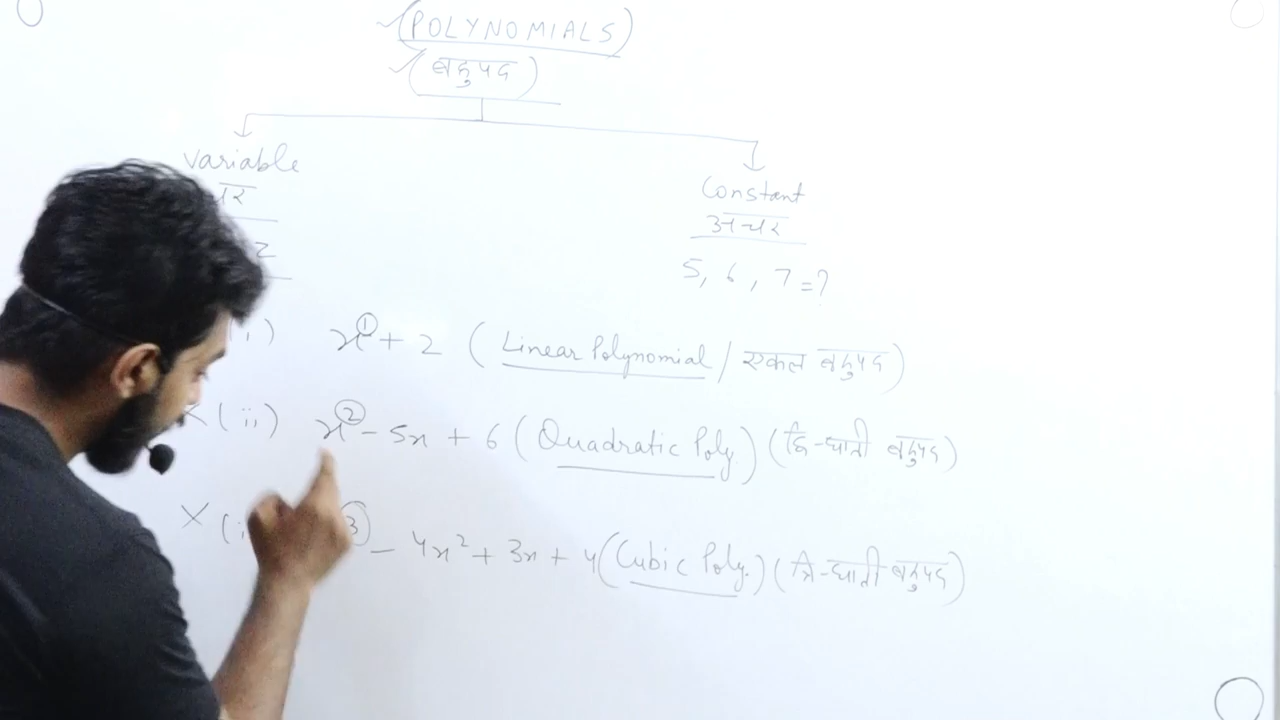 (POLYNOMIALS)
(बहुपद)
Variable
Constant
अचर
5, 6, 7 = ?
x¹ + 2 (Linear Polynomial / एकल बहुपद)
(ii) x² - 5x + 6 (Quadratic Poly.) (द्वि-घाती बहुपद)
3 - 4x² + 3x + 4 (Cubic Poly.) (त्रि-घाती बहुपद)